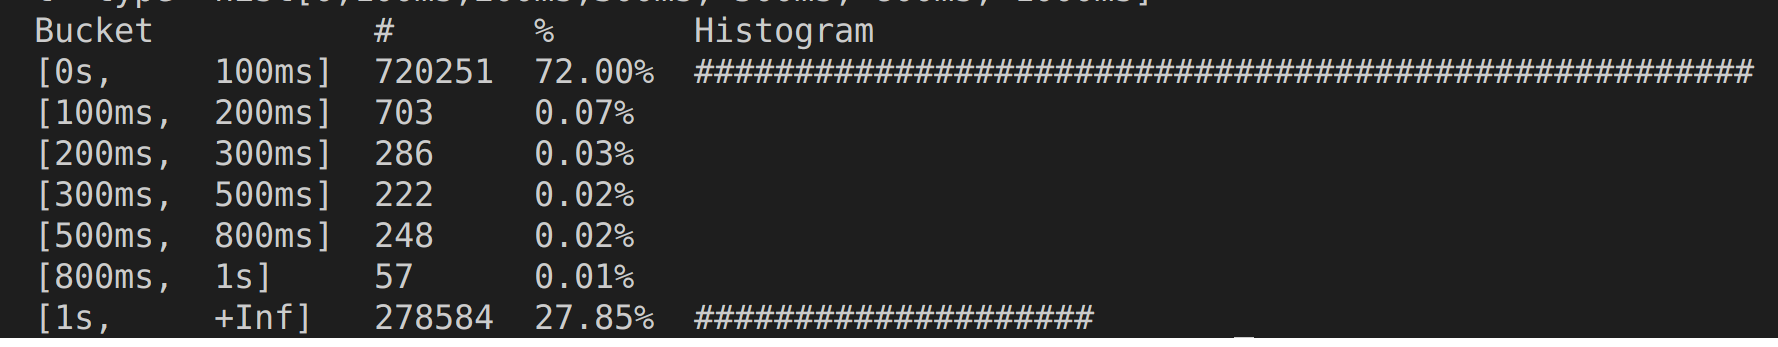 Bucket # % Histogram
[0s, 100ms] 720251 72.00% #####################################################
[100ms, 200ms] 703 0.07%
[200ms, 300ms] 286 0.03%
[300ms, 500ms] 222 0.02%
[500ms, 800ms] 248 0.02%
[800ms, 1s] 57 0.01%
[1s, +Inf] 278584 27.85% ####################